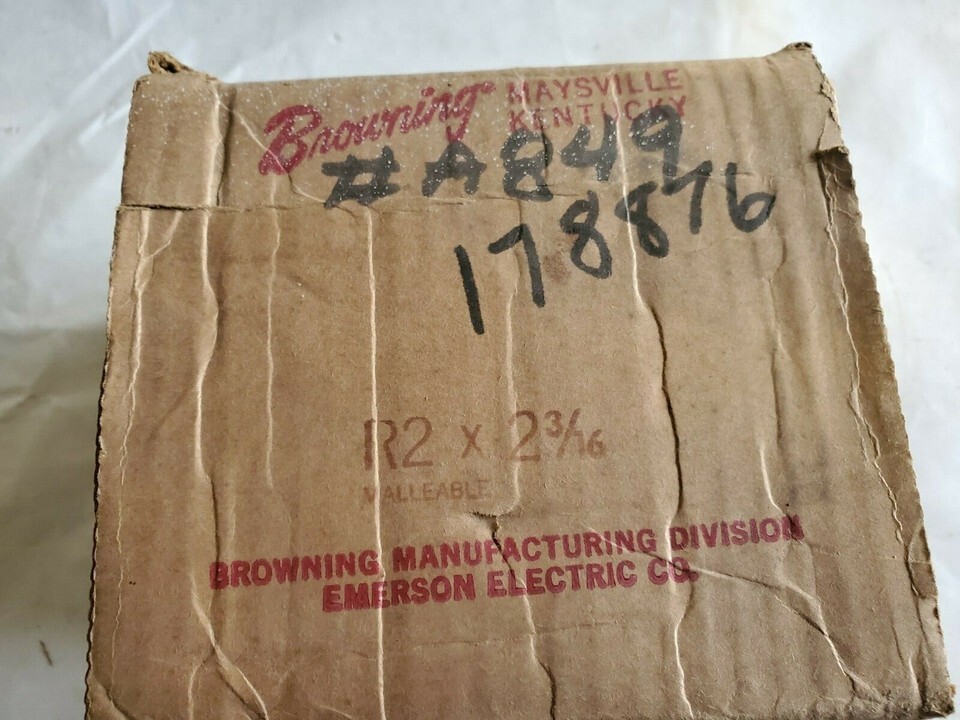 Browning MAYSVILLE
KENTUCKY
#A849
178876
R2 x 2 3/16
MALLEABLE
BROWNING MANUFACTURING DIVISION
EMERSON ELECTRIC CO.